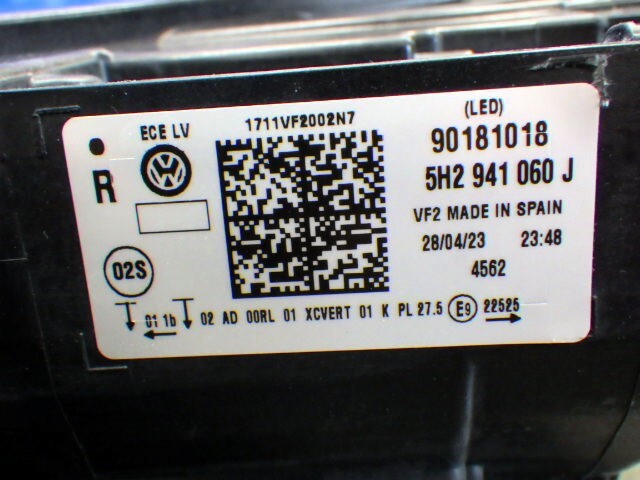 ECE LV
1711VF2002N7
(LED)
R
90181018
5H2 941 060 J
VF2 MADE IN SPAIN
28/04/23 23:48
02S
4562
01 1b 02 AD 00RL 01 XCVERT 01 K PL 27.5 E9 22525